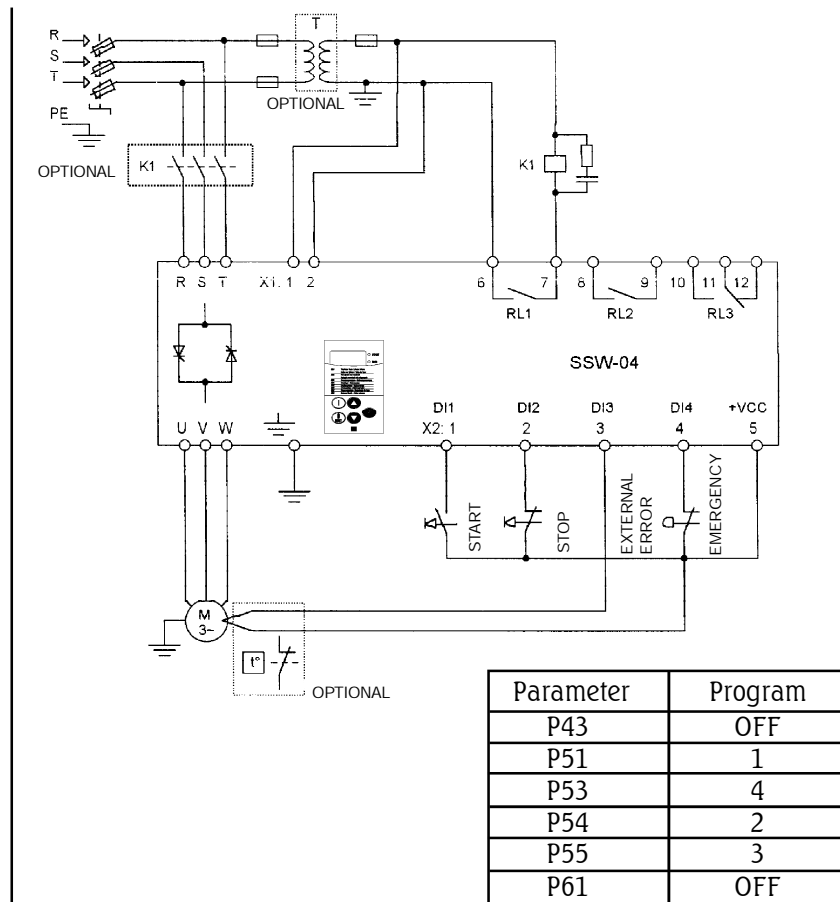 T
R
S
T
OPTIONAL
PE
OPTIONAL
K1
K1
R S T X1: 1 2
6 7 8 9 10 11 12
RL1 RL2 RL3
SSW-04
DI1 DI2 DI3 DI4 +VCC
U V W X2: 1 2 3 4 5
START
STOP
EXTERNAL
ERROR
EMERGENCY
M
3~
t°
OPTIONAL
Parameter Program
P43 OFF
P51 1
P53 4
P54 2
P55 3
P61 OFF